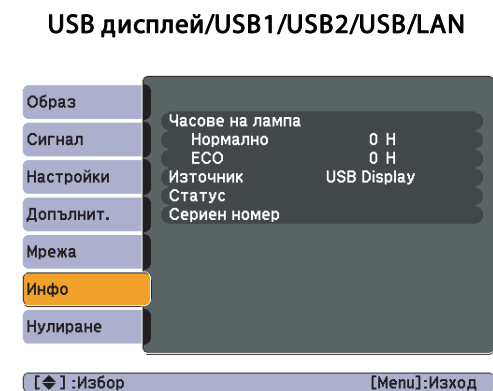 USB дисплей/USB1/USB2/USB/LAN
Образ
Сигнал
Настройки
Допълнит.
Мрежа
Инфо
Нулиране
Часове на лампа
Нормално 0 H
ECO 0 H
Източник USB Display
Статус
Сериен номер
[ ] :Избор [Menu]:Изход